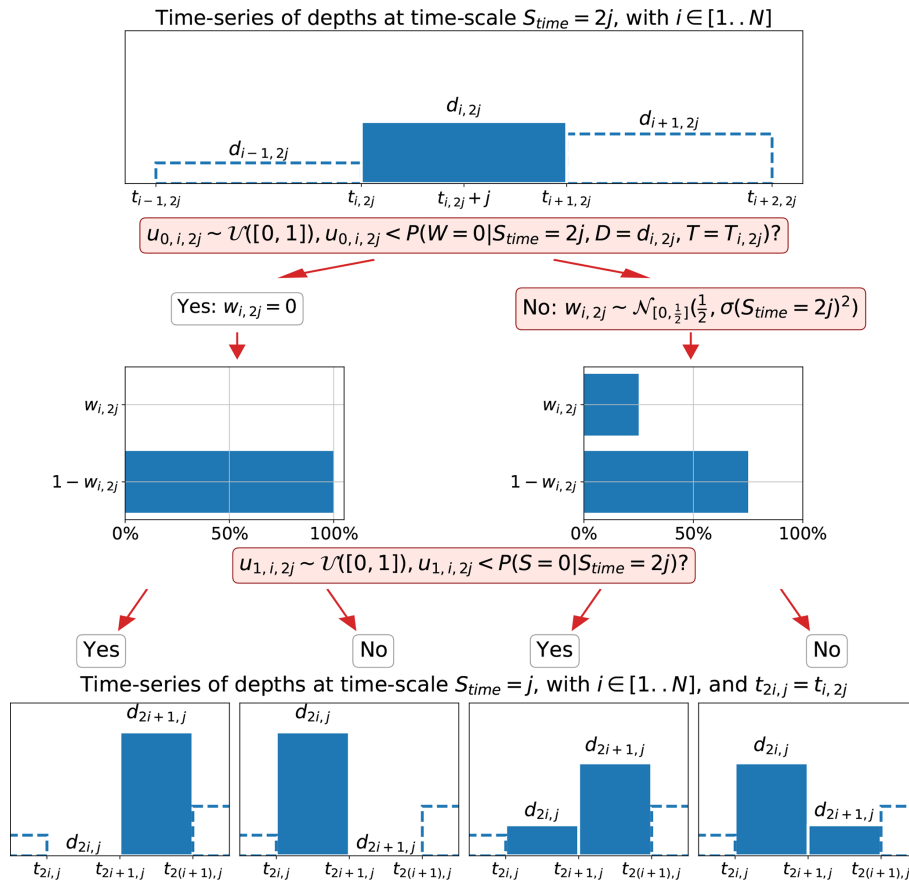 Time-series of depths at time-scale S_time = 2j, with i ∈ [1..N]
d_{i,2j}
d_{i+1,2j}
d_{i−1,2j}
t_{i−1,2j} t_{i,2j} t_{i,2j} + j t_{i+1,2j} t_{i+2,2j}
u_{0,i,2j} ~ 𝒰([0, 1]), u_{0,i,2j} < P(W = 0|S_time = 2j, D = d_{i,2j}, T = T_{i,2j})?
Yes: w_{i,2j} = 0
No: w_{i,2j} ~ 𝒩_{[0,1/2]}(1/2, σ(S_time = 2j)²)
w_{i,2j}
1 − w_{i,2j}
0% 50% 100%
w_{i,2j}
1 − w_{i,2j}
0% 50% 100%
u_{1,i,2j} ~ 𝒰([0, 1]), u_{1,i,2j} < P(S = 0|S_time = 2j)?
Yes No Yes No
Time-series of depths at time-scale S_time = j, with i ∈ [1..N], and t_{2i,j} = t_{i,2j}
d_{2i+1,j}
d_{2i,j}
t_{2i,j} t_{2i+1,j} t_{2(i+1),j}
d_{2i,j}
d_{2i+1,j}
t_{2i,j} t_{2i+1,j} t_{2(i+1),j}
d_{2i+1,j}
d_{2i,j}
t_{2i,j} t_{2i+1,j} t_{2(i+1),j}
d_{2i,j}
d_{2i+1,j}
t_{2i,j} t_{2i+1,j} t_{2(i+1),j}